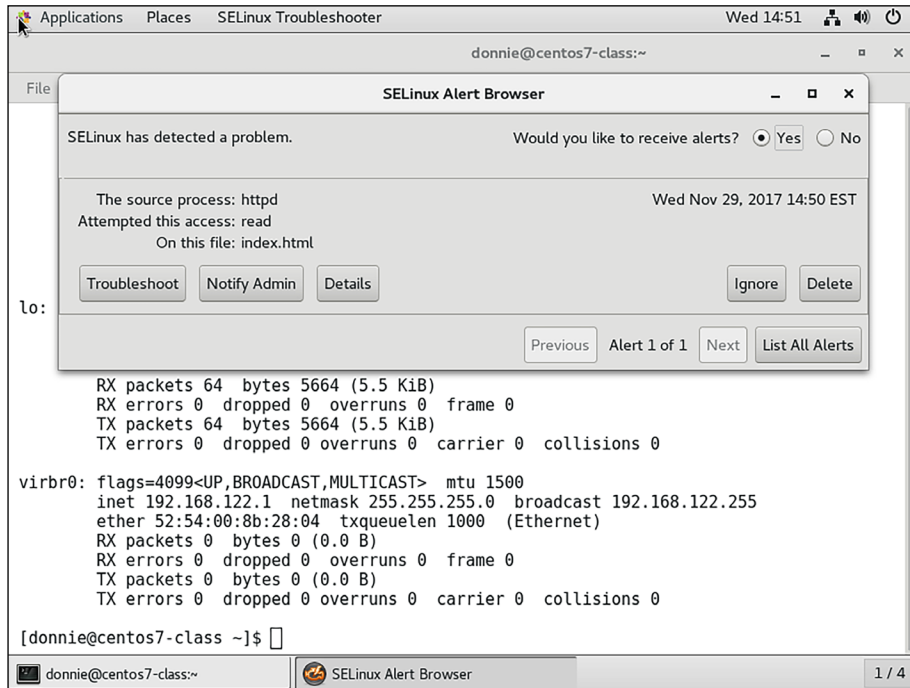 Applications Places SELinux Troubleshooter Wed 14:51
donnie@centos7-class:~
File
SELinux Alert Browser
SELinux has detected a problem. Would you like to receive alerts? Yes No
The source process: httpd Wed Nov 29, 2017 14:50 EST
Attempted this access: read
On this file: index.html
Troubleshoot Notify Admin Details Ignore Delete
lo:
Previous Alert 1 of 1 Next List All Alerts
RX packets 64 bytes 5664 (5.5 KiB)
RX errors 0 dropped 0 overruns 0 frame 0
TX packets 64 bytes 5664 (5.5 KiB)
TX errors 0 dropped 0 overruns 0 carrier 0 collisions 0
virbr0: flags=4099<UP,BROADCAST,MULTICAST> mtu 1500
inet 192.168.122.1 netmask 255.255.255.0 broadcast 192.168.122.255
ether 52:54:00:8b:28:04 txqueuelen 1000 (Ethernet)
RX packets 0 bytes 0 (0.0 B)
RX errors 0 dropped 0 overruns 0 frame 0
TX packets 0 bytes 0 (0.0 B)
TX errors 0 dropped 0 overruns 0 carrier 0 collisions 0
[donnie@centos7-class ~]$
donnie@centos7-class:~ SELinux Alert Browser 1 / 4